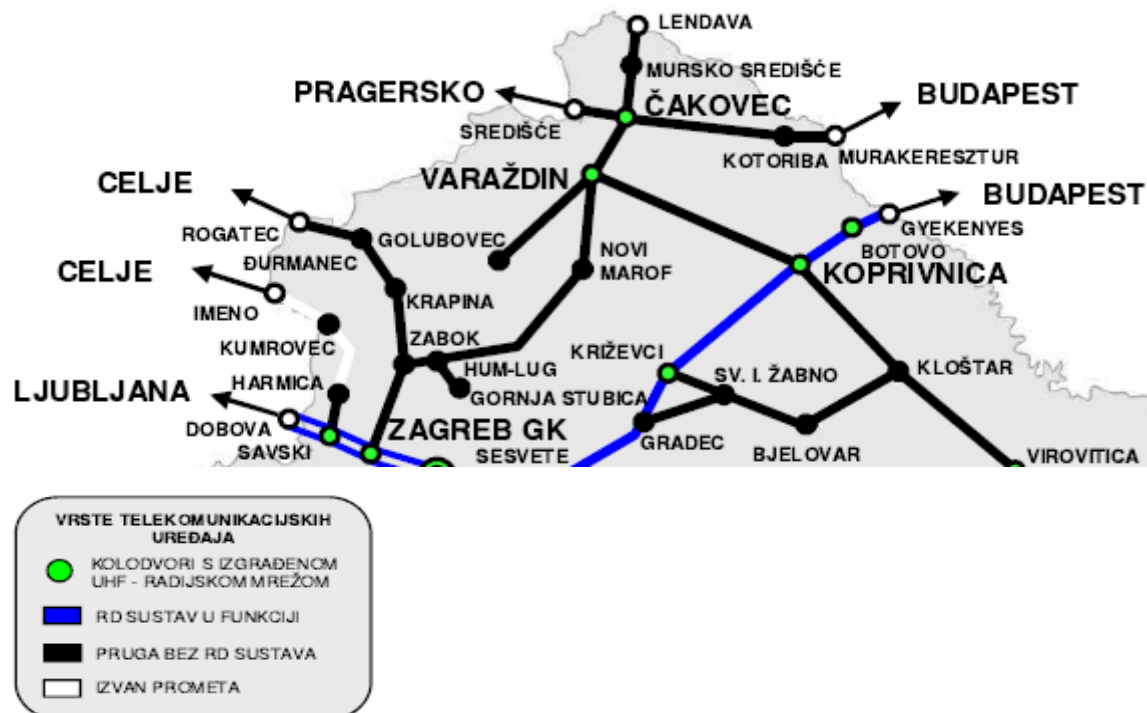 LENDAVA
MURSKO SREDIŠĆE
PRAGERSKO
ČAKOVEC
BUDAPEST
SREDIŠĆE
KOTORIBA
MURAKERESZTUR
VARAŽDIN
CELJE
BUDAPEST
ROGATEC
GOLUBOVEC
GYEKENYES
BOTOVO
ĐURMANEC
NOVI
MAROF
KOPRIVNICA
CELJE
KRAPINA
IMENO
ZABOK
KUMROVEC
KRIŽEVCI
HUM-LUG
SV. I. ŽABNO
KLOŠTAR
HARMICA
GORNJA STUBICA
LJUBLJANA
DOBOVA
ZAGREB GK
GRADEC
SAVSKI
SESVETE
BJELOVAR
VIROVITICA
VRSTE TELEKOMUNIKACIJSKIH
UREĐAJA
KOLODVORI S IZGRAĐENOM
UHF - RADIJSKOM MREŽOM
RD SUSTAV U FUNKCIJI
PRUGA BEZ RD SUSTAVA
IZVAN PROMETA